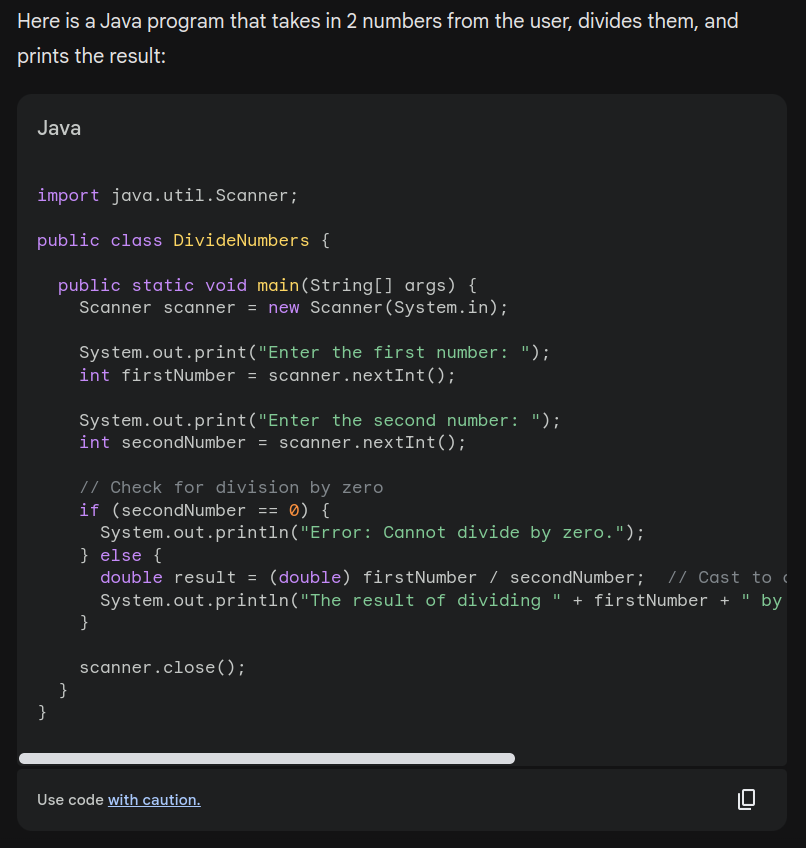 Here is a Java program that takes in 2 numbers from the user, divides them, and
prints the result:
Java
import java.util.Scanner;
public class DivideNumbers {
  public static void main(String[] args) {
    Scanner scanner = new Scanner(System.in);
    System.out.print("Enter the first number: ");
    int firstNumber = scanner.nextInt();
    System.out.print("Enter the second number: ");
    int secondNumber = scanner.nextInt();
    // Check for division by zero
    if (secondNumber == 0) {
      System.out.println("Error: Cannot divide by zero.");
    } else {
      double result = (double) firstNumber / secondNumber;  // Cast to
      System.out.println("The result of dividing " + firstNumber + " by
    }
    scanner.close();
  }
}
Use code with caution.